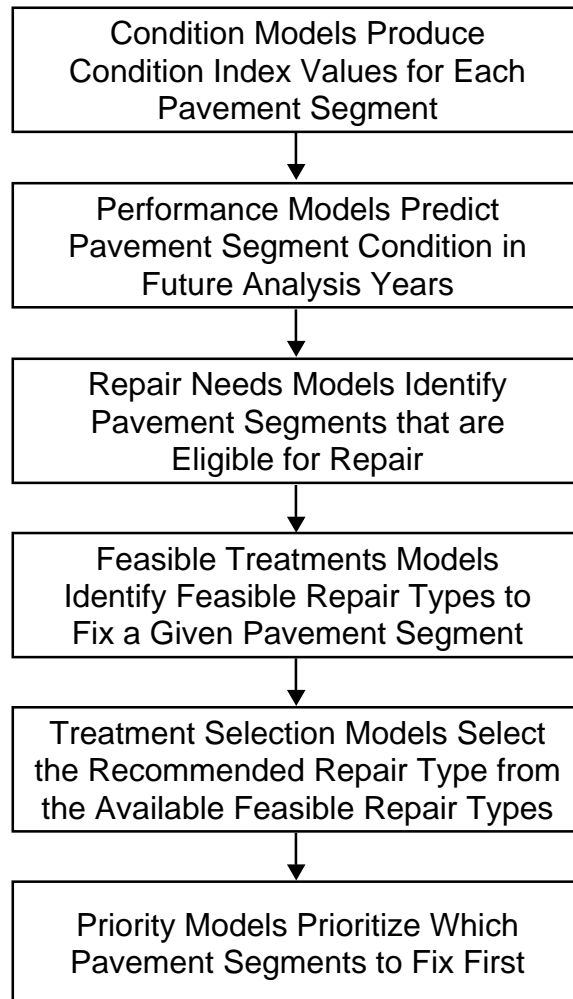 Condition Models Produce
Condition Index Values for Each
Pavement Segment
Performance Models Predict
Pavement Segment Condition in
Future Analysis Years
Repair Needs Models Identify
Pavement Segments that are
Eligible for Repair
Feasible Treatments Models
Identify Feasible Repair Types to
Fix a Given Pavement Segment
Treatment Selection Models Select
the Recommended Repair Type from
the Available Feasible Repair Types
Priority Models Prioritize Which
Pavement Segments to Fix First